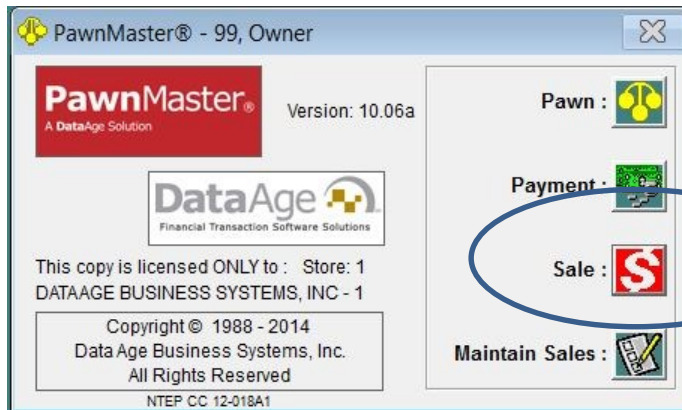 PawnMaster® - 99, Owner
PawnMaster®
A DataAge Solution
Version: 10.06a
DataAge
Financial Transaction Software Solutions
This copy is licensed ONLY to : Store: 1
DATAAGE BUSINESS SYSTEMS, INC - 1
Copyright © 1988 - 2014
Data Age Business Systems, Inc.
All Rights Reserved
NTEP CC 12-018A1
Pawn :
Payment :
Sale :
Maintain Sales :